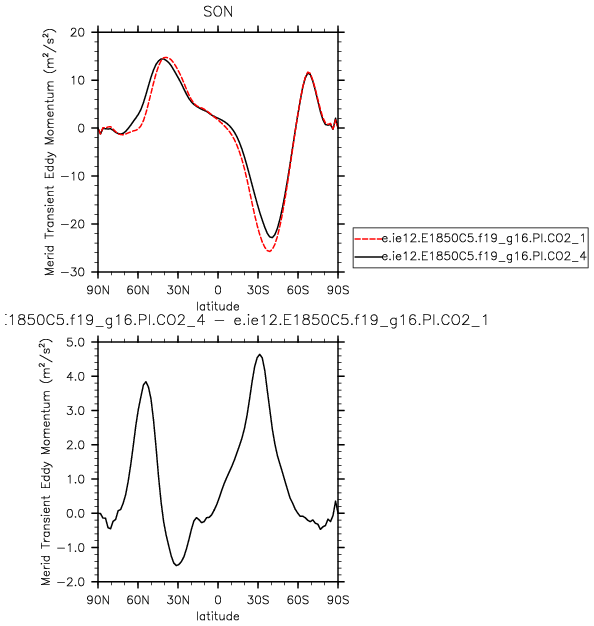 SON
Merid Transient Eddy Momentum (m²/s²)
20
10
0
−10
−20
−30
90N 60N 30N 0 30S 60S 90S
latitude
e.ie12.E1850C5.f19_g16.PI.CO2_1
e.ie12.E1850C5.f19_g16.PI.CO2_4
:1850C5.f19_g16.PI.CO2_4 − e.ie12.E1850C5.f19_g16.PI.CO2_1
Merid Transient Eddy Momentum (m²/s²)
5.0
4.0
3.0
2.0
1.0
0.0
−1.0
−2.0
90N 60N 30N 0 30S 60S 90S
latitude